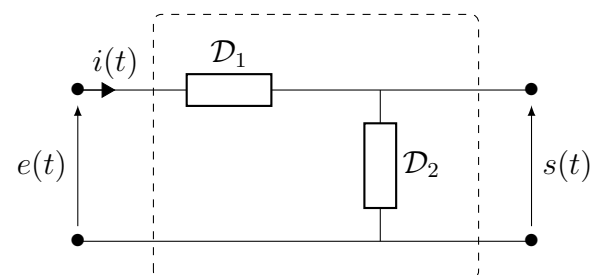 i(t)
𝒟₁
e(t)
𝒟₂
s(t)